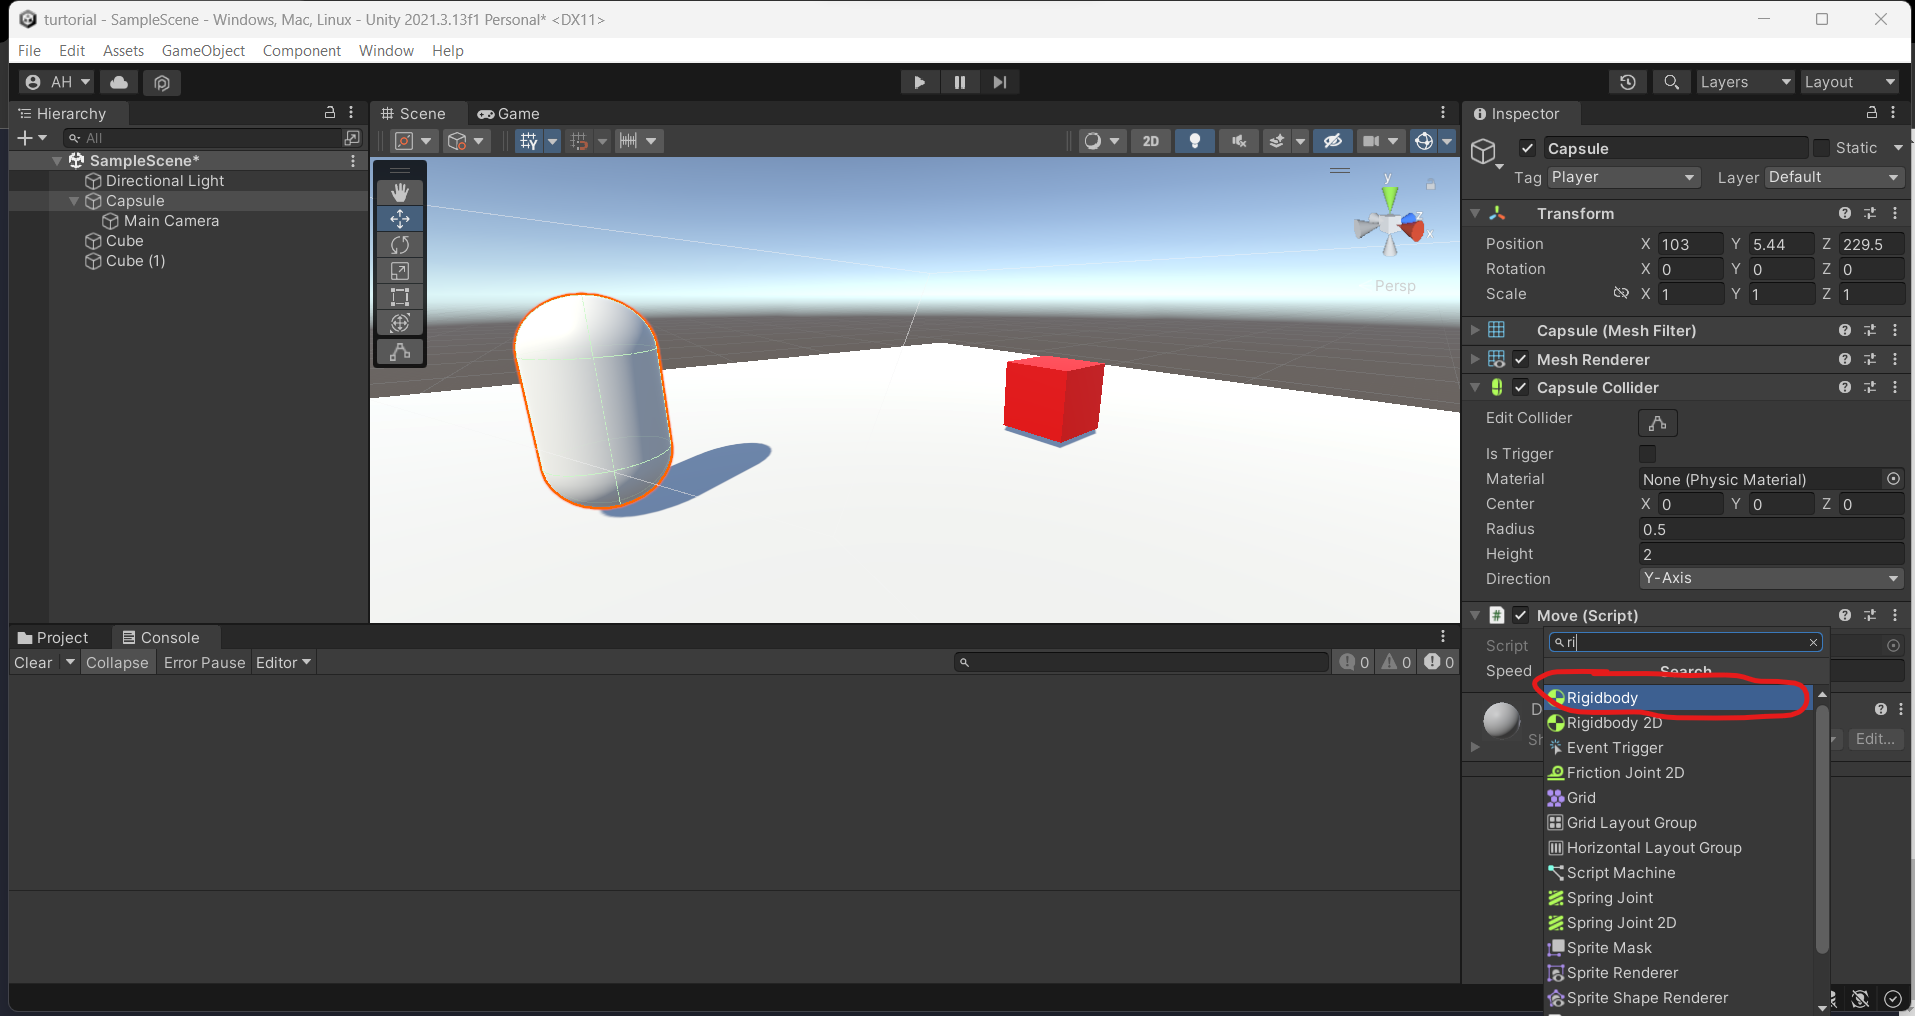 turtorial - SampleScene - Windows, Mac, Linux - Unity 2021.3.13f1 Personal* <DX11>
File Edit Assets GameObject Component Window Help
AH Layers Layout
Hierarchy
All
SampleScene*
Directional Light
Capsule
Main Camera
Cube
Cube (1)
Scene Game
2D
y
z
x
Persp
Inspector
Capsule Static
Tag Player Layer Default
Transform
Position X 103 Y 5.44 Z 229.5
Rotation X 0 Y 0 Z 0
Scale X 1 Y 1 Z 1
Capsule (Mesh Filter)
Mesh Renderer
Capsule Collider
Edit Collider
Is Trigger
Material None (Physic Material)
Center X 0 Y 0 Z 0
Radius 0.5
Height 2
Direction Y-Axis
# Move (Script)
Script
Speed
ri
Search
Rigidbody
Rigidbody 2D
Event Trigger
Friction Joint 2D
Grid
Grid Layout Group
Horizontal Layout Group
Script Machine
Spring Joint
Spring Joint 2D
Sprite Mask
Sprite Renderer
Sprite Shape Renderer
D
Sh
Edit...
Project Console
Clear Collapse Error Pause Editor
0 0 0